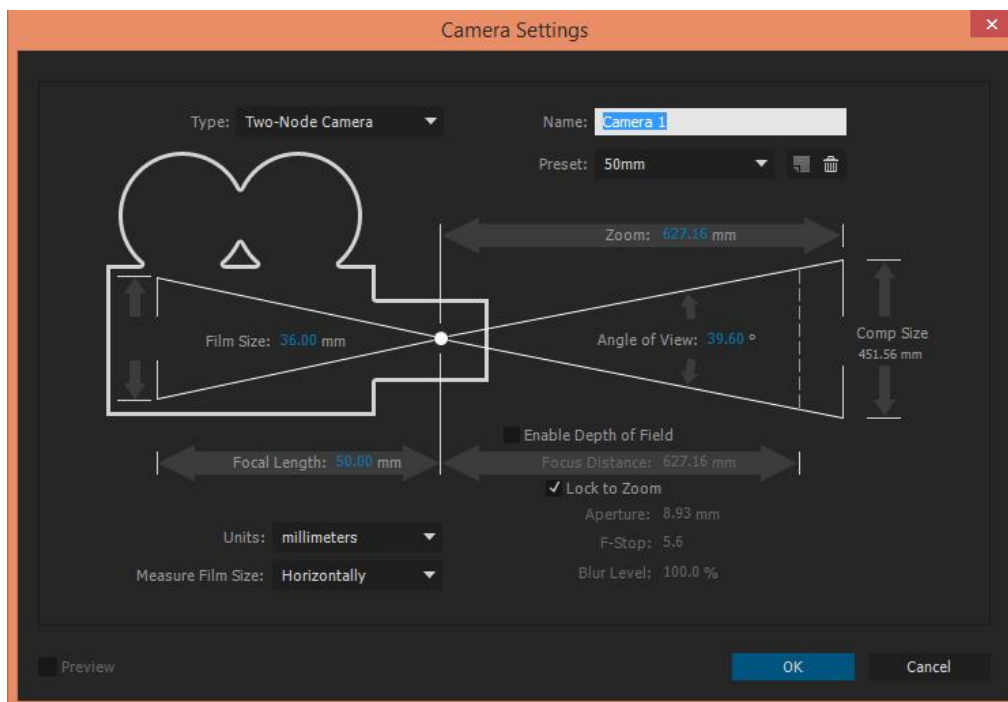 Camera Settings
Type: Two-Node Camera
Name: Camera 1
Preset: 50mm
Zoom: 627.16 mm
Film Size: 36.00 mm
Angle of View: 39.60 °
Comp Size
451.56 mm
Enable Depth of Field
Focal Length: 50.00 mm
Focus Distance: 627.16 mm
Lock to Zoom
Aperture: 8.93 mm
Units: millimeters
F-Stop: 5.6
Measure Film Size: Horizontally
Blur Level: 100.0 %
Preview
OK
Cancel